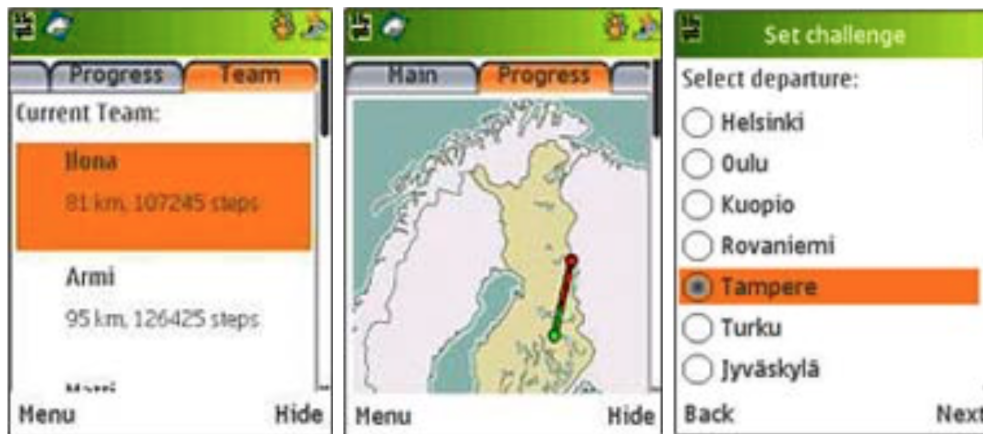 Progress
Team
Current Team:
Ilona
81 km, 107245 steps
Armi
95 km, 126425 steps
Menu
Hide
Main
Progress
Menu
Hide
Set challenge
Select departure:
Helsinki
Oulu
Kuopio
Rovaniemi
Tampere
Turku
Jyväskylä
Back
Next